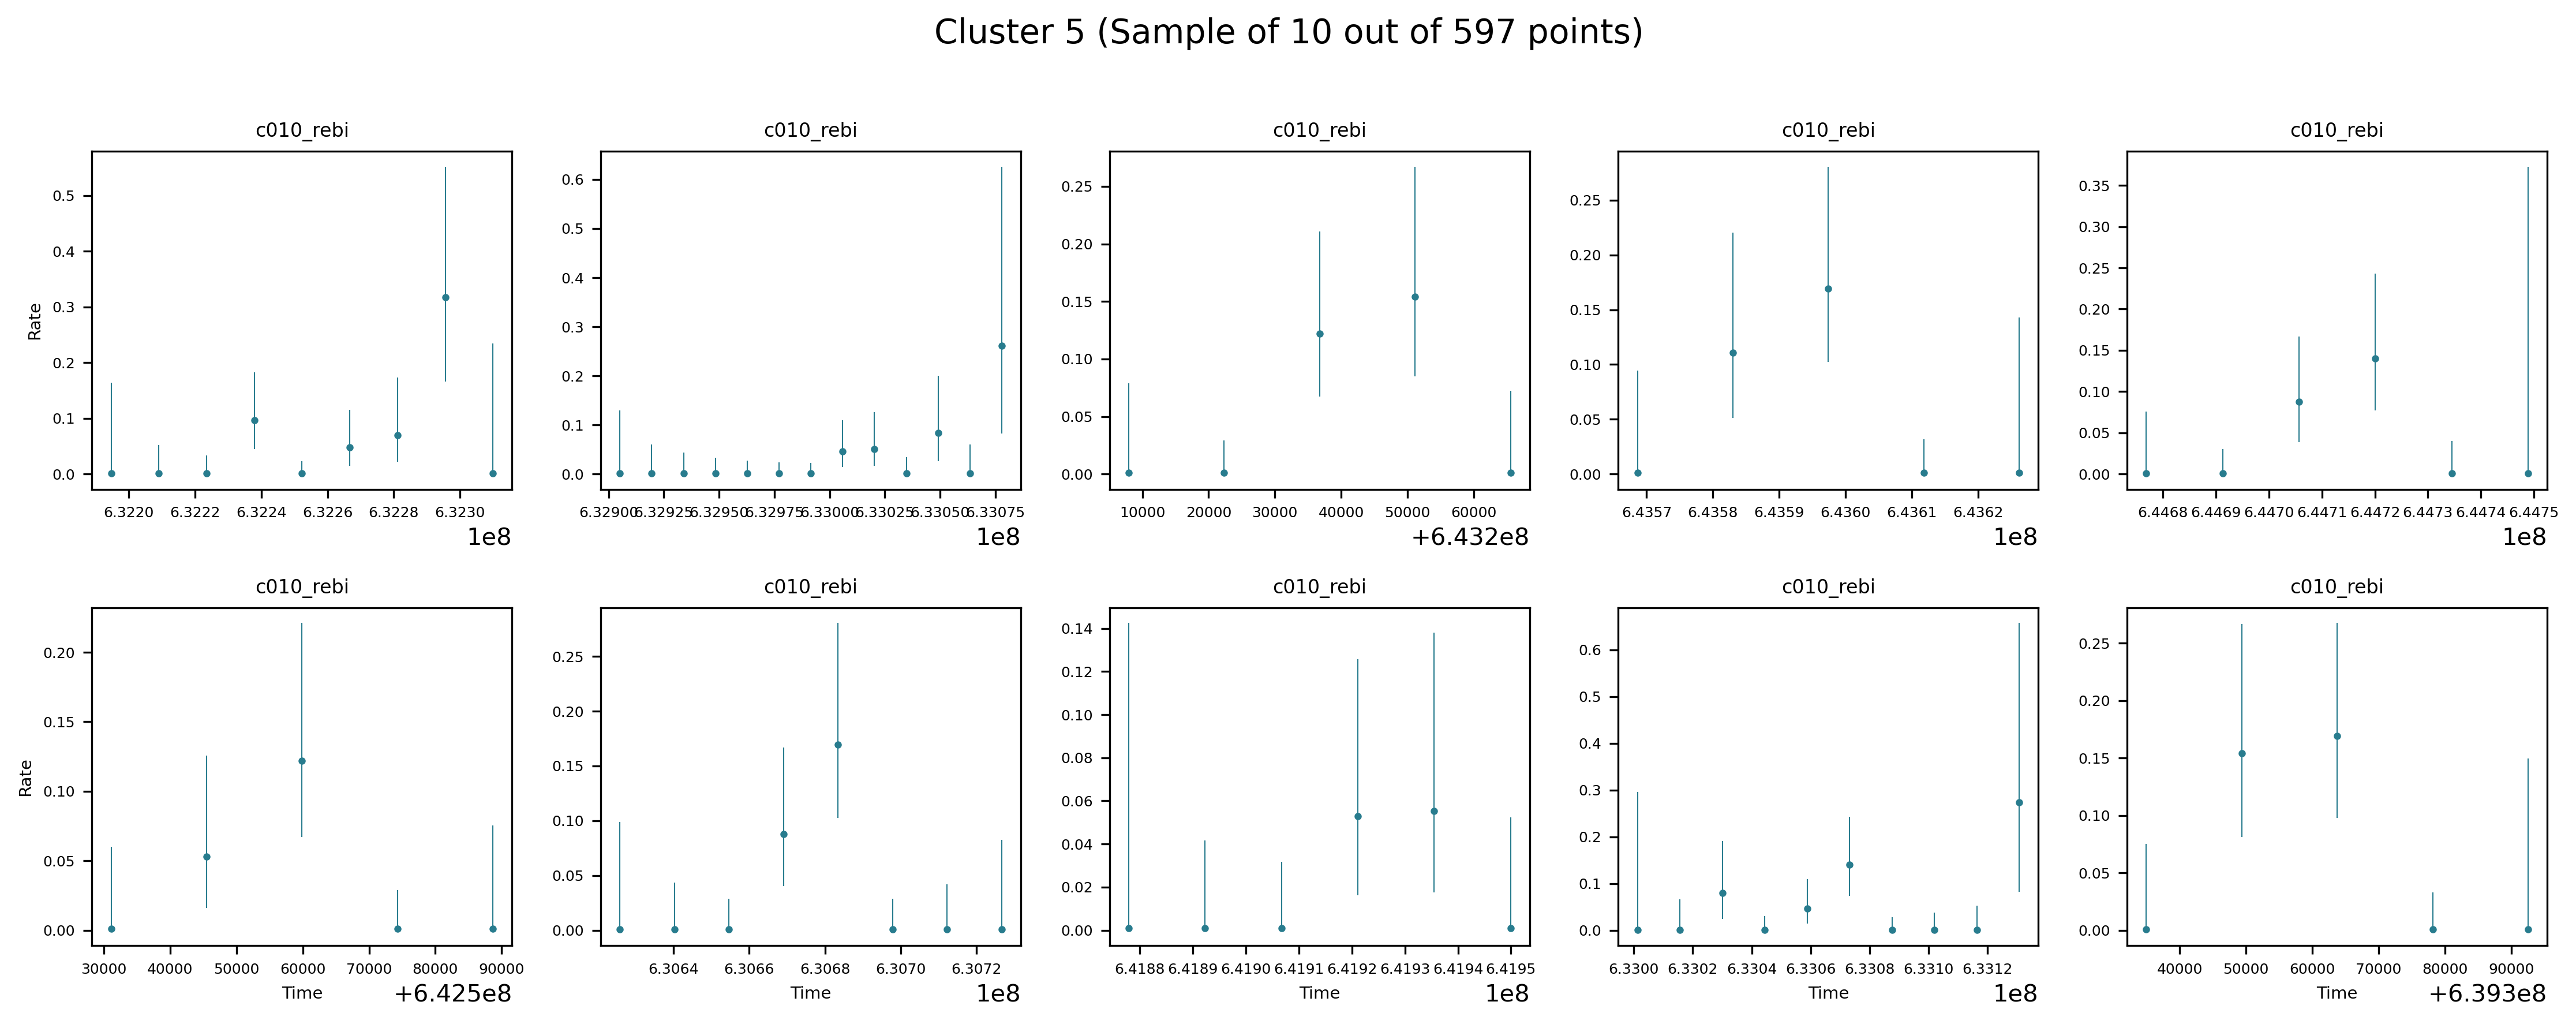 Cluster 5 (Sample of 10 out of 597 points)
c010_rebi c010_rebi c010_rebi c010_rebi c010_rebi
Rate
0.5 0.4 0.3 0.2 0.1 0.0
6.3220 6.3222 6.3224 6.3226 6.3228 6.3230
1e8
0.6 0.5 0.4 0.3 0.2 0.1 0.0
6.32900 6.32925 6.32950 6.32975 6.33000 6.33025 6.33050 6.33075
1e8
0.25 0.20 0.15 0.10 0.05 0.00
10000 20000 30000 40000 50000 60000
+6.432e8
0.25 0.20 0.15 0.10 0.05 0.00
6.4357 6.4358 6.4359 6.4360 6.4361 6.4362
1e8
0.35 0.30 0.25 0.20 0.15 0.10 0.05 0.00
6.4468 6.4469 6.4470 6.4471 6.4472 6.4473 6.4474 6.4475
1e8
c010_rebi c010_rebi c010_rebi c010_rebi c010_rebi
Rate
0.20 0.15 0.10 0.05 0.00
30000 40000 50000 60000 70000 80000 90000
Time
+6.425e8
0.25 0.20 0.15 0.10 0.05 0.00
6.3064 6.3066 6.3068 6.3070 6.3072
Time
1e8
0.14 0.12 0.10 0.08 0.06 0.04 0.02 0.00
6.4188 6.4189 6.4190 6.4191 6.4192 6.4193 6.4194 6.4195
Time
1e8
0.6 0.5 0.4 0.3 0.2 0.1 0.0
6.3300 6.3302 6.3304 6.3306 6.3308 6.3310 6.3312
Time
1e8
0.25 0.20 0.15 0.10 0.05 0.00
40000 50000 60000 70000 80000 90000
Time
+6.393e8